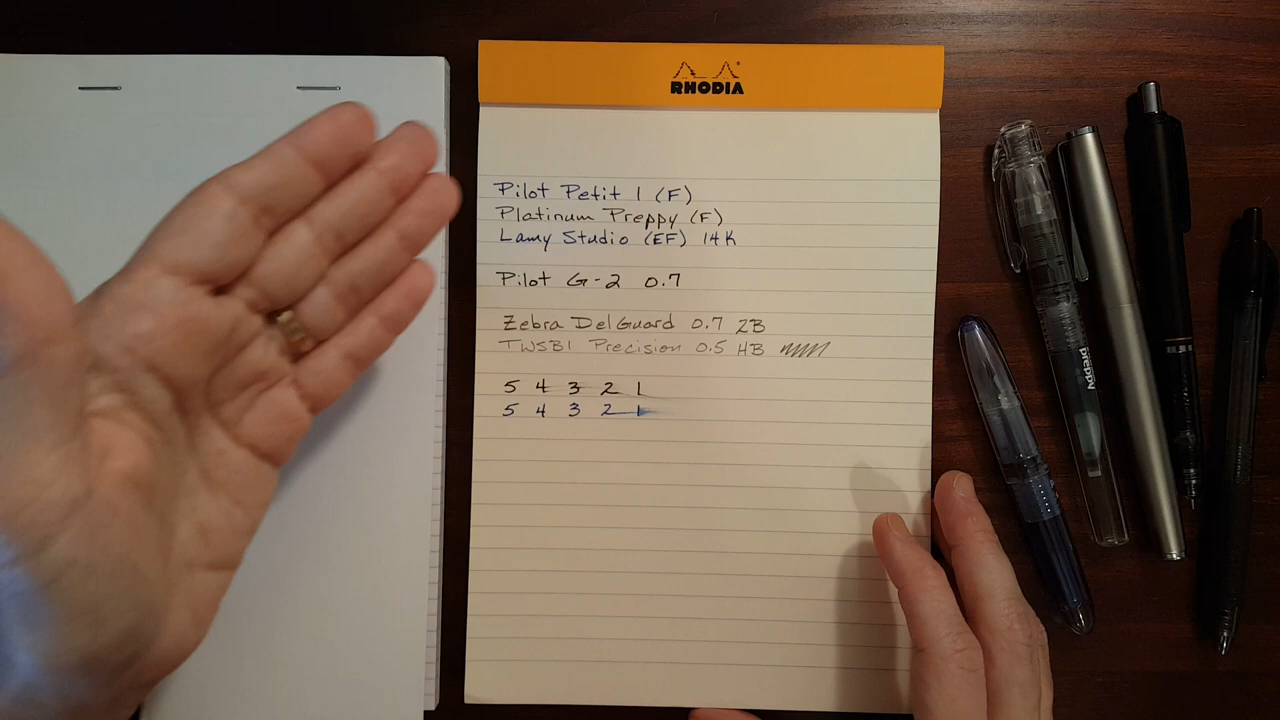 RHODIA
Pilot Petit 1 (F)
Platinum Preppy (F)
Lamy Studio (EF) 14K
Pilot G-2 0.7
Zebra DelGuard 0.7 2B
TWSBI Precision 0.5 HB
5 4 3 2 1
5 4 3 2 1
preppy